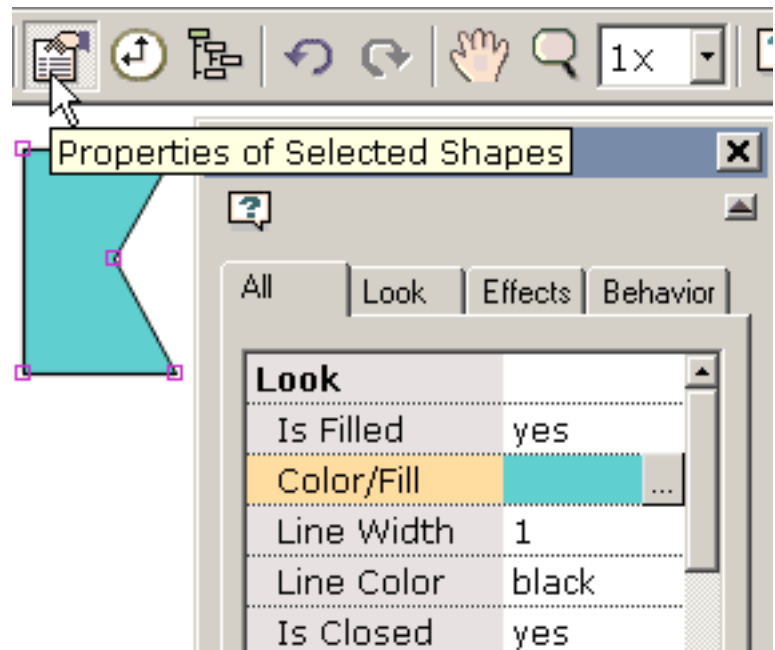 1×
Properties of Selected Shapes
?
All Look Effects Behavior
Look
Is Filled yes
Color/Fill ...
Line Width 1
Line Color black
Is Closed yes